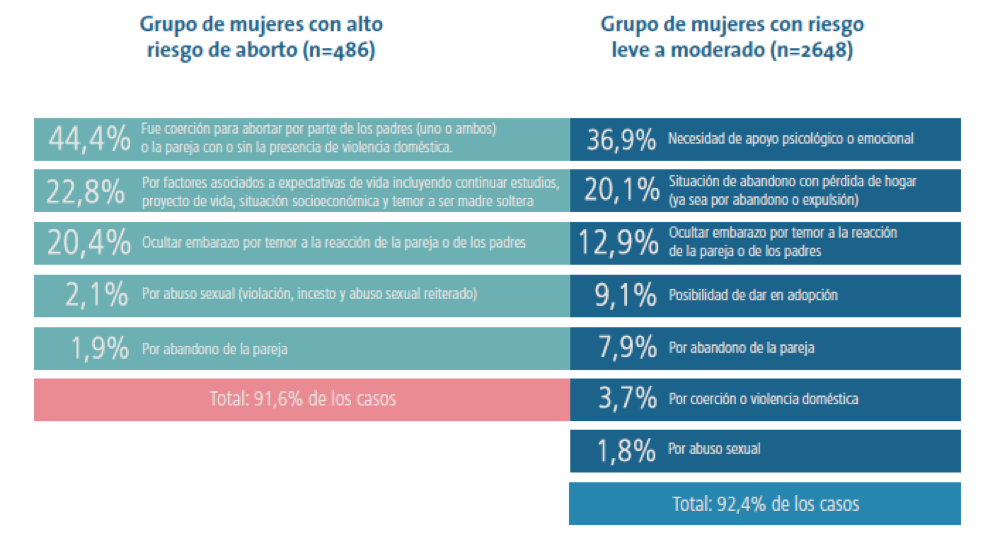 Grupo de mujeres con alto
riesgo de aborto (n=486)
44,4%
Fue coerción para abortar por parte de los padres (uno o ambos)
o la pareja con o sin la presencia de violencia doméstica.
22,8%
Por factores asociados a expectativas de vida incluyendo continuar estudios,
proyecto de vida, situación socioeconómica y temor a ser madre soltera
20,4%
Ocultar embarazo por temor a la reacción de la pareja o de los padres
2,1%
Por abuso sexual (violación, incesto y abuso sexual reiterado)
1,9%
Por abandono de la pareja
Total: 91,6% de los casos
Grupo de mujeres con riesgo
leve a moderado (n=2648)
36,9%
Necesidad de apoyo psicológico o emocional
20,1%
Situación de abandono con pérdida de hogar
(ya sea por abandono o expulsión)
12,9%
Ocultar embarazo por temor a la reacción
de la pareja o de los padres
9,1%
Posibilidad de dar en adopción
7,9%
Por abandono de la pareja
3,7%
Por coerción o violencia doméstica
1,8%
Por abuso sexual
Total: 92,4% de los casos